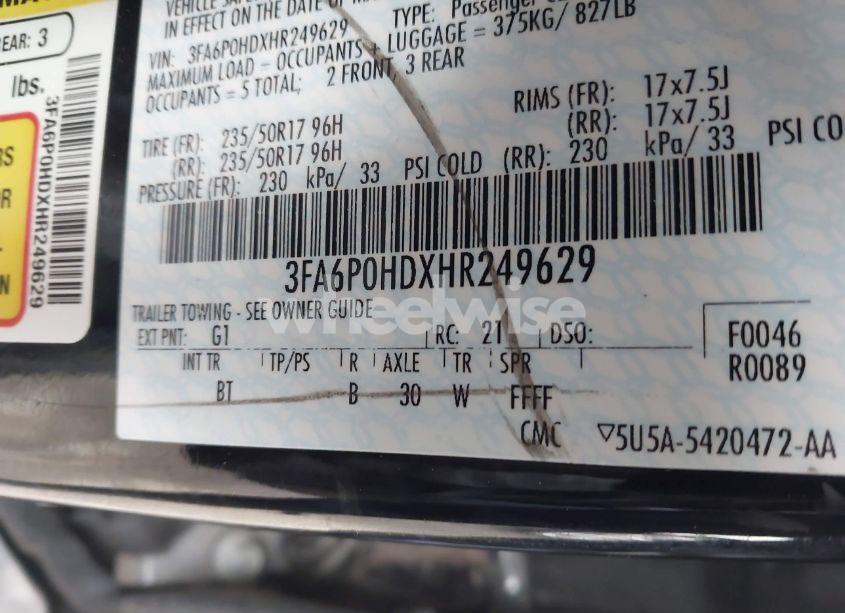 REAR: 3
lbs.
3FA6P0HDXHR249629
IN EFFECT ON THE DATE OF
VIN: 3FA6P0HDXHR249629 TYPE: Passenger
MAXIMUM LOAD = OCCUPANTS + LUGGAGE = 375KG/ 827LB
OCCUPANTS = 5 TOTAL; 2 FRONT, 3 REAR
RIMS (FR): 17x7.5J
TIRE (FR): 235/50R17 96H (RR): 17x7.5J
(RR): 235/50R17 96H
PRESSURE (FR): 230 kPa/ 33 PSI COLD (RR): 230 kPa/ 33 PSI CO
3FA6P0HDXHR249629
wheelwise
TRAILER TOWING - SEE OWNER GUIDE
EXT PNT: G1 RC: 21 DSO: F0046
INT TR TP/PS R AXLE TR SPR R0089
BT B 30 W FFFF
CMC ▽5U5A-5420472-AA